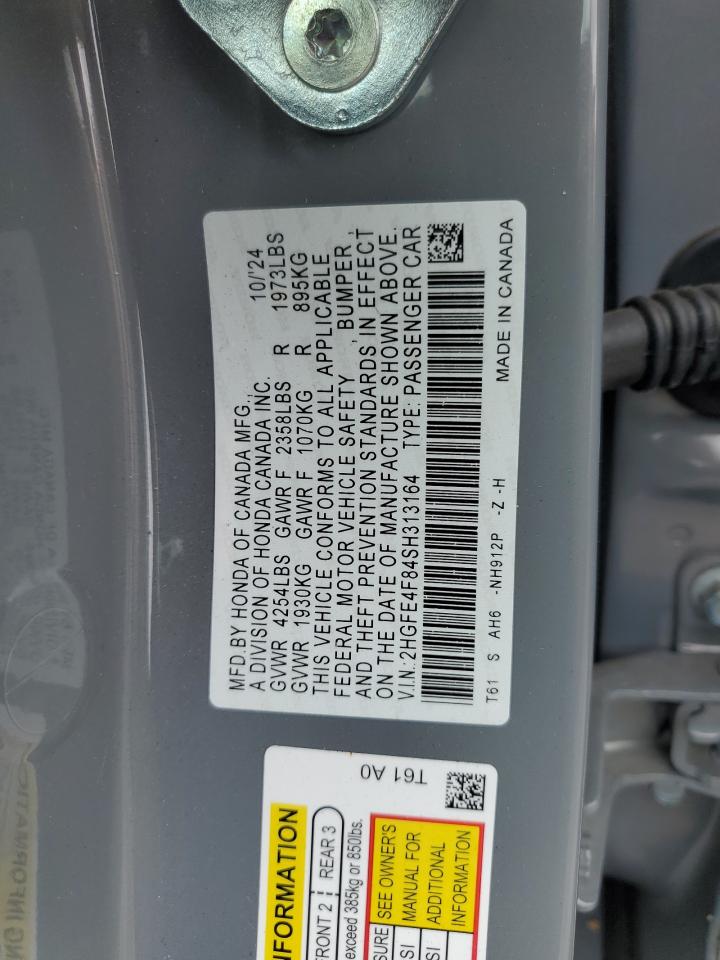 MFD.BY HONDA OF CANADA MFG., 10/'24
A DIVISION OF HONDA CANADA INC.
GVWR 4254LBS GAWR F 2358LBS R 1973LBS
GVWR 1930KG GAWR F 1070KG R 895KG
THIS VEHICLE CONFORMS TO ALL APPLICABLE
FEDERAL MOTOR VEHICLE SAFETY , BUMPER ,
AND THEFT PREVENTION STANDARDS IN EFFECT
ON THE DATE OF MANUFACTURE SHOWN ABOVE.
V.I.N.:2HGFE4F84SH313164 TYPE: PASSENGER CAR
T61 S AH6 -NH912P -Z -H MADE IN CANADA
NFORMATION
FRONT 2 REAR 3
exceed 385kg or 850lbs.
SEE OWNER'S
MANUAL FOR
ADDITIONAL
INFORMATION
SURE
SI
SI
T61 A0